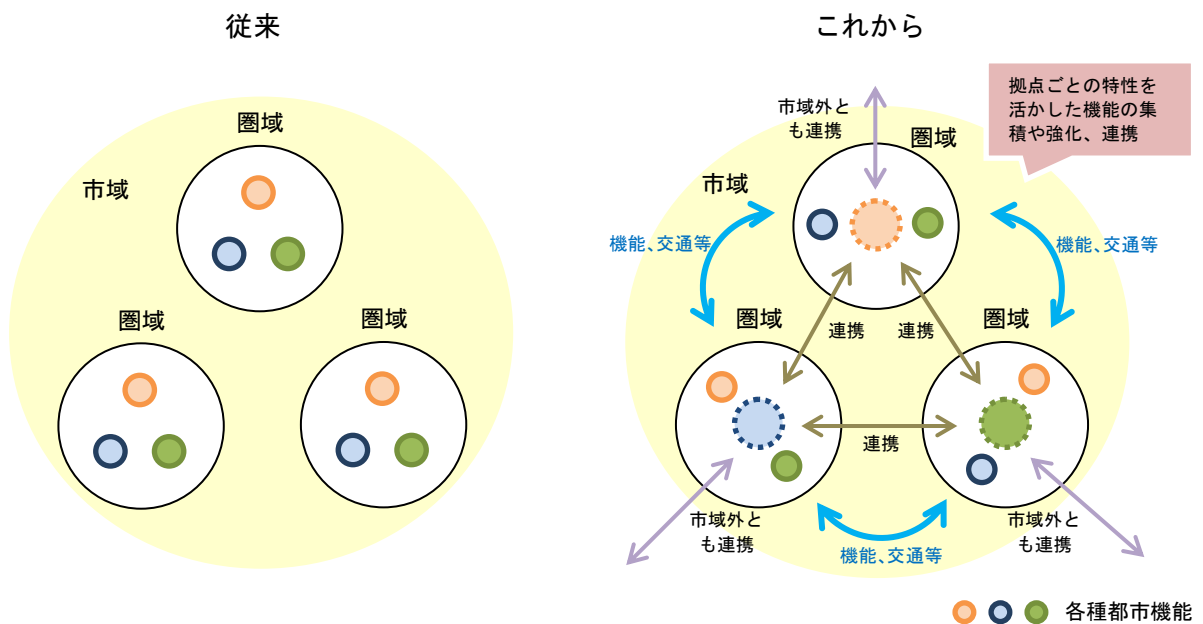 従来
圏域
市域
圏域
圏域
これから
拠点ごとの特性を
活かした機能の集
積や強化、連携
市域外と
も連携
圏域
市域
機能、交通等
機能、交通等
圏域
連携
連携
圏域
連携
市域外と
も連携
機能、交通等
市域外と
も連携
各種都市機能